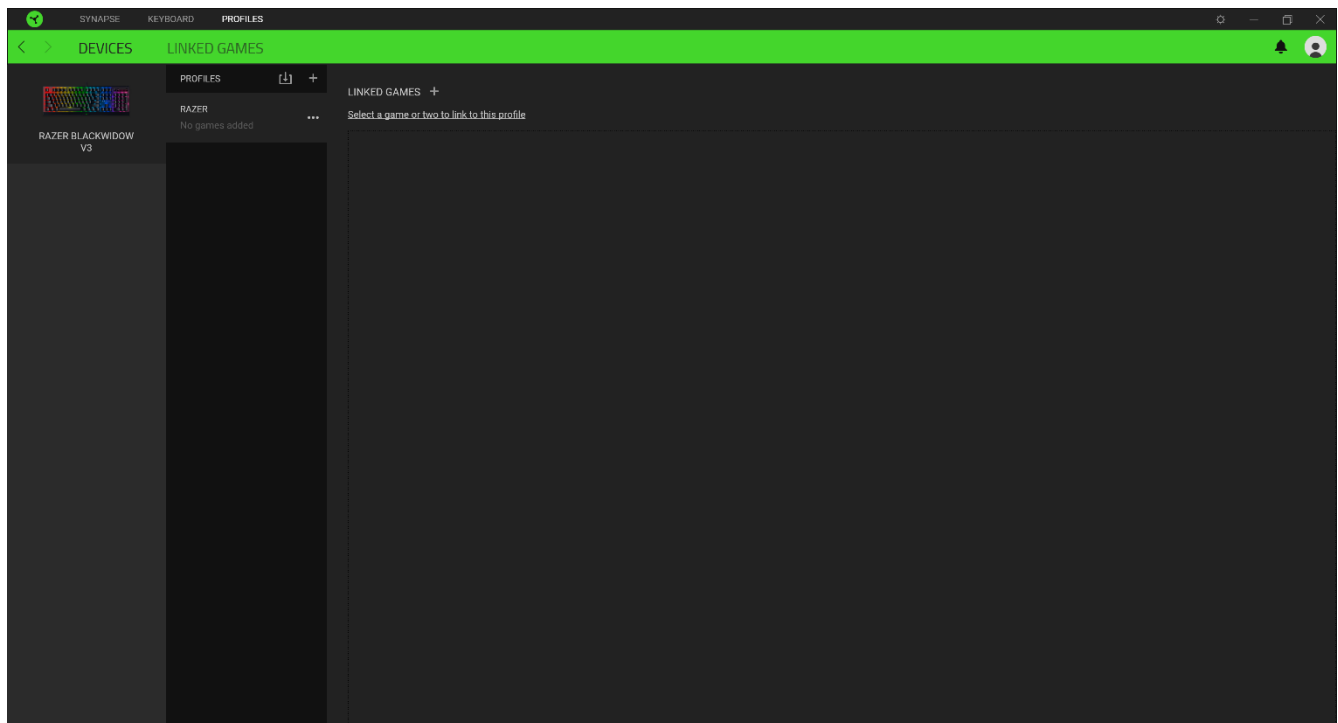 SYNAPSE KEYBOARD PROFILES
DEVICES LINKED GAMES
RAZER BLACKWIDOW
V3
PROFILES
RAZER
No games added
LINKED GAMES
Select a game or two to link to this profile